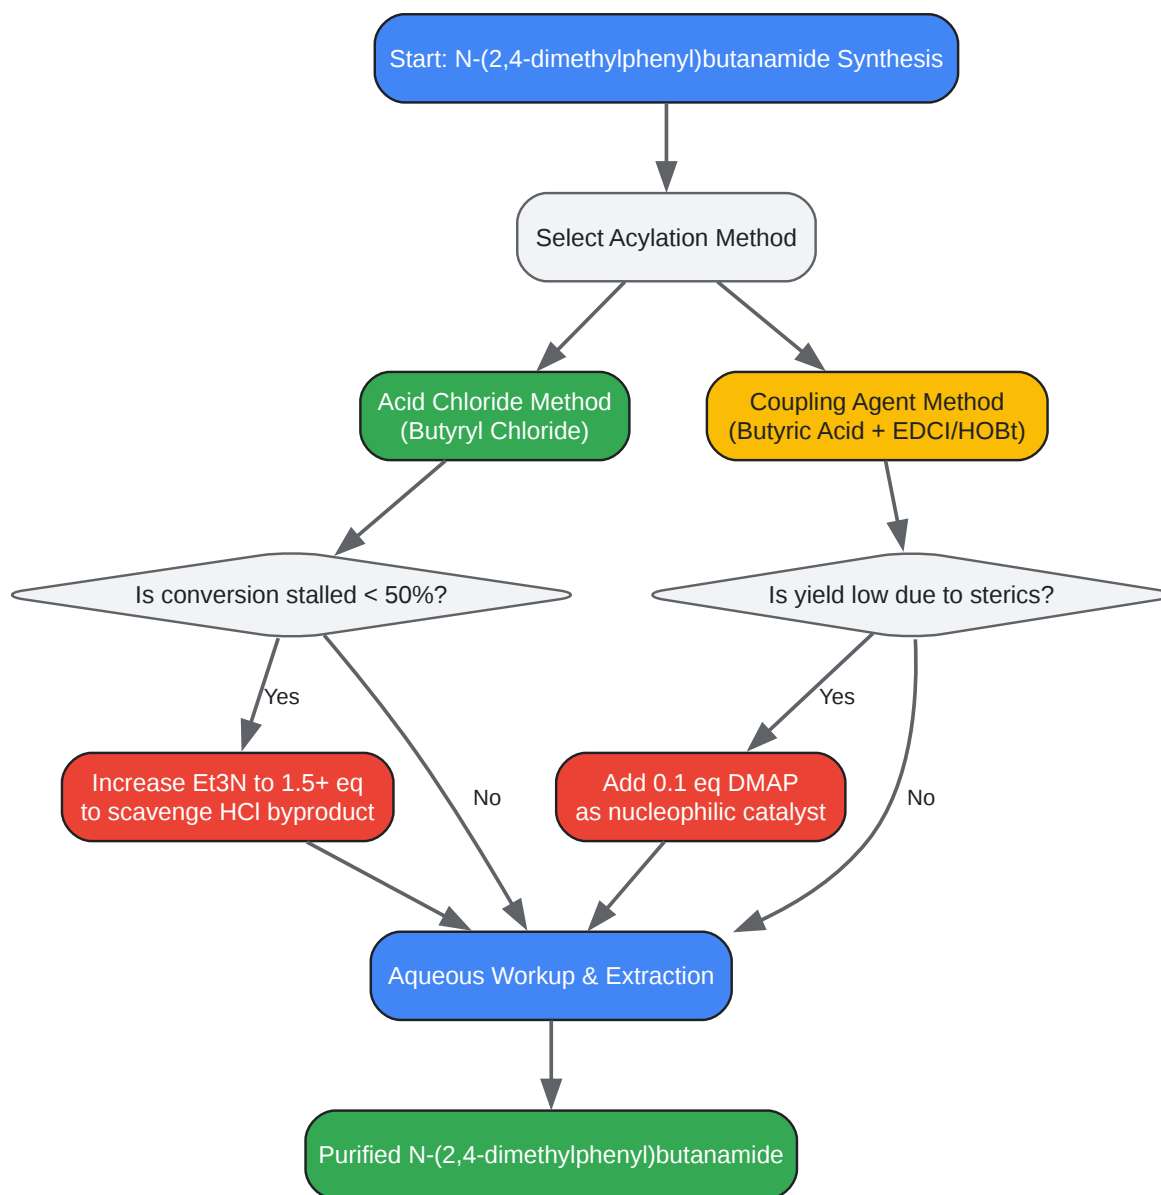 Start: N-(2,4-dimethylphenyl)butanamide Synthesis
Select Acylation Method
Acid Chloride Method
(Butyryl Chloride)
Coupling Agent Method
(Butyric Acid + EDCI/HOBt)
Is conversion stalled < 50%?
Is yield low due to sterics?
Yes
Yes
Increase Et3N to 1.5+ eq
to scavenge HCl byproduct
No
Add 0.1 eq DMAP
as nucleophilic catalyst
No
Aqueous Workup & Extraction
Purified N-(2,4-dimethylphenyl)butanamide